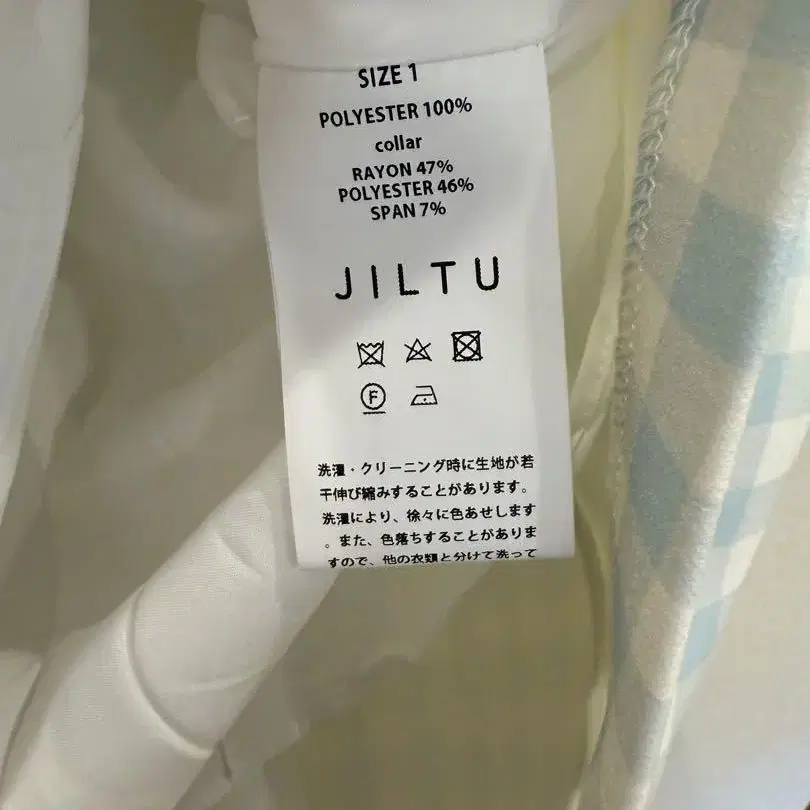 SIZE 1
POLYESTER 100%
collar
RAYON 47%
POLYESTER 46%
SPAN 7%
JILTU
F
洗濯・クリーニング時に生地が若
干伸び縮みすることがあります。
洗濯により、徐々に色あせします
。また、色落ちすることがありま
すので、他の衣類と分けて洗って